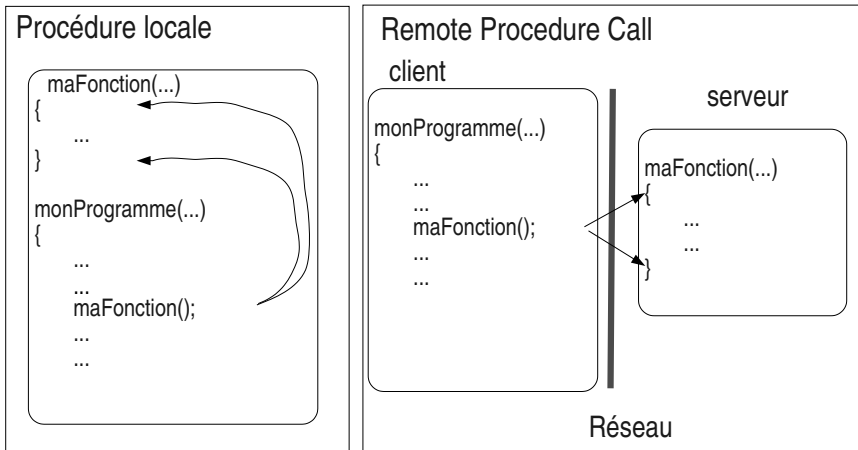 Procédure locale
maFonction(...)
{
...
}
monProgramme(...)
{
...
...
maFonction();
...
...
Remote Procedure Call
client
monProgramme(...)
{
...
...
maFonction();
...
...
serveur
maFonction(...)
{
...
...
}
Réseau